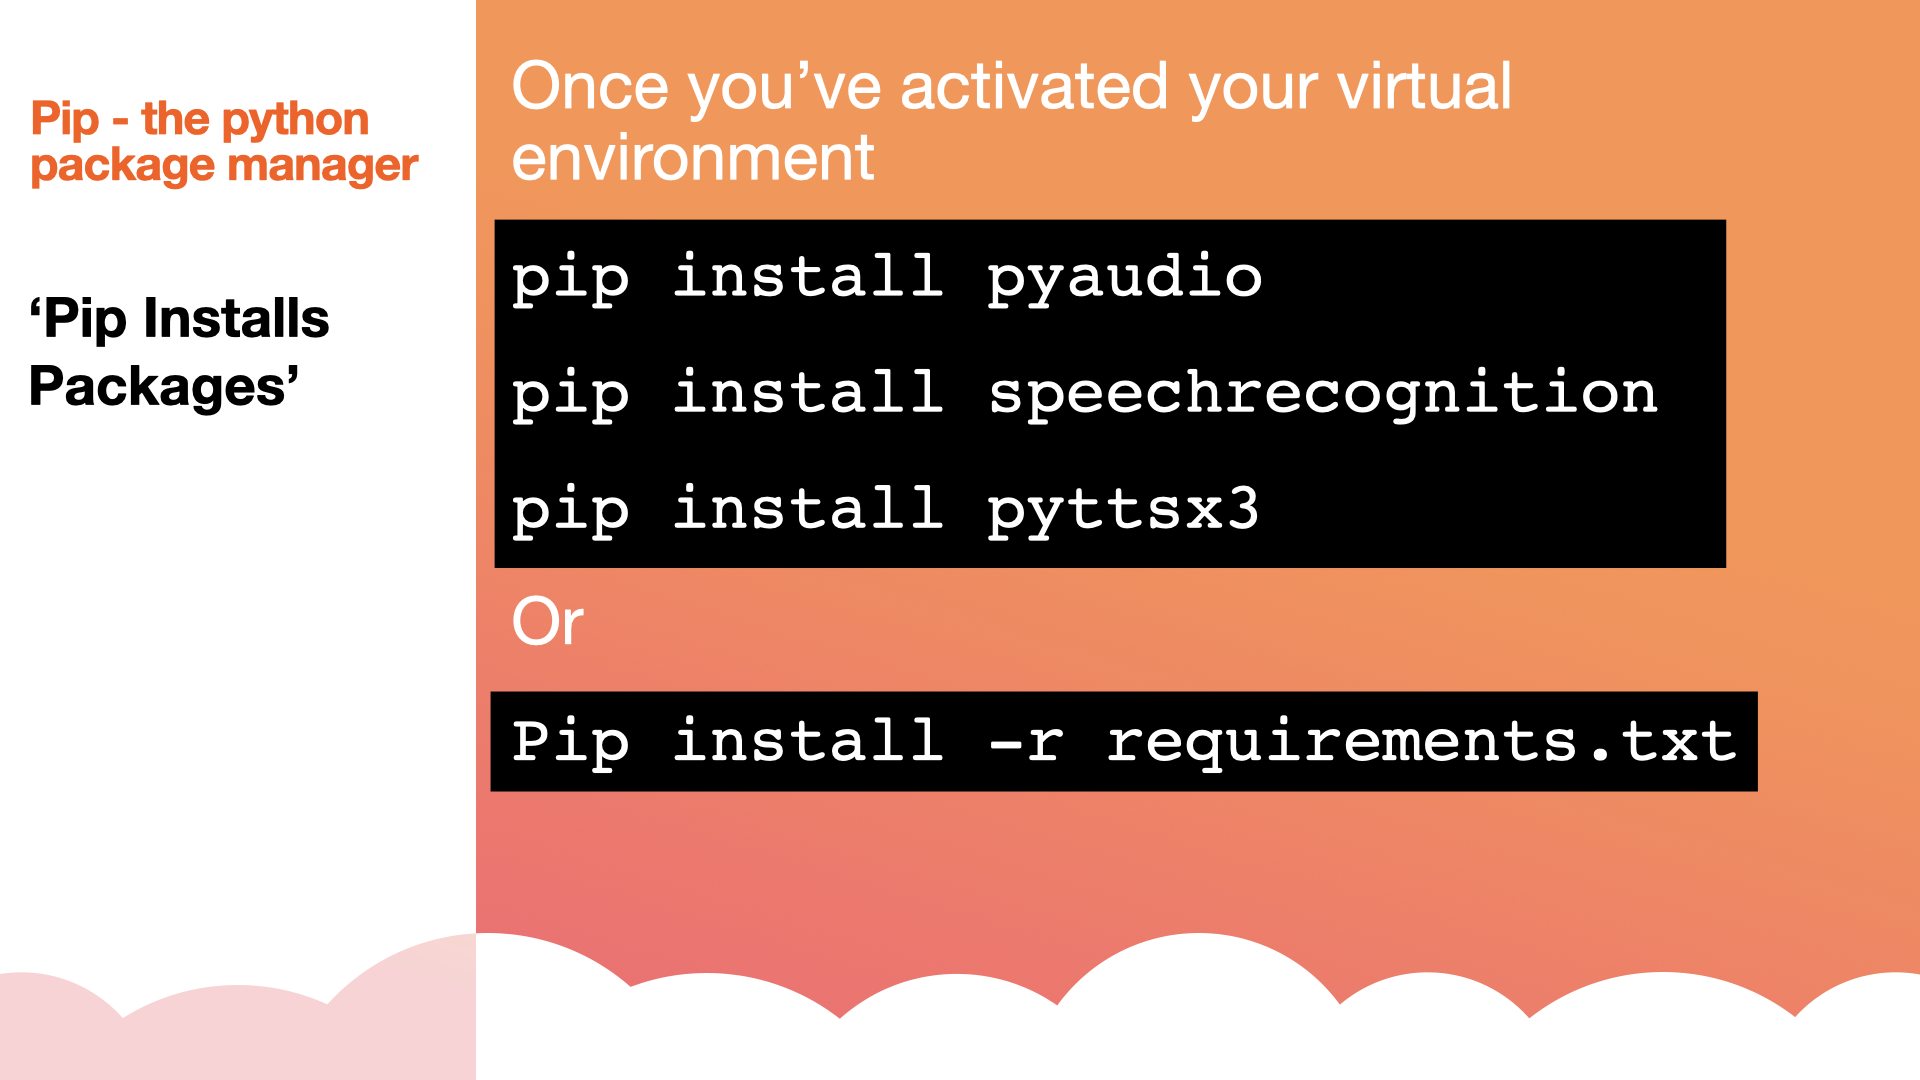 Pip - the python
package manager
‘Pip Installs
Packages’
Once you’ve activated your virtual
environment
pip install pyaudio
pip install speechrecognition
pip install pyttsx3
Or
Pip install –r requirements.txt